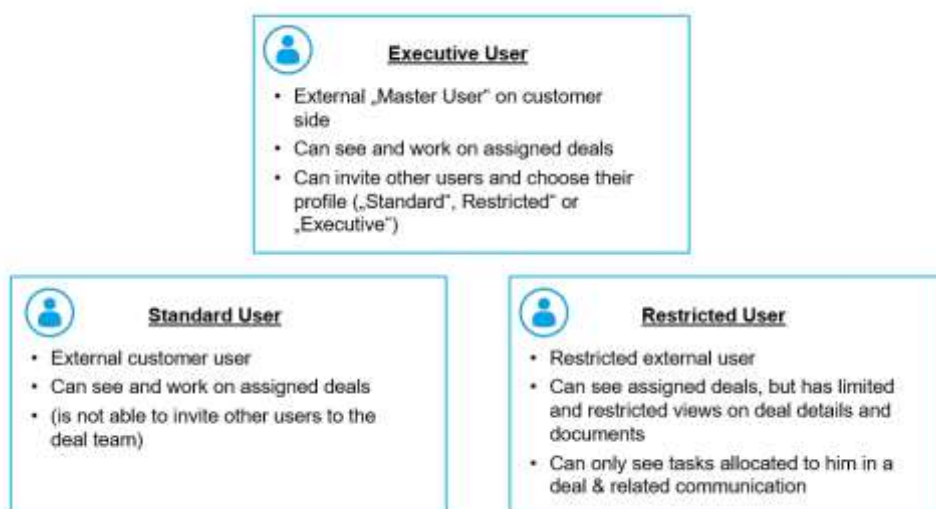 Executive User
• External „Master User“ on customer
side
• Can see and work on assigned deals
• Can invite other users and choose their
profile („Standard“, Restricted“ or
„Executive“)
Standard User
• External customer user
• Can see and work on assigned deals
• (is not able to invite other users to the
deal team)
Restricted User
• Restricted external user
• Can see assigned deals, but has limited
and restricted views on deal details and
documents
• Can only see tasks allocated to him in a
deal & related communication